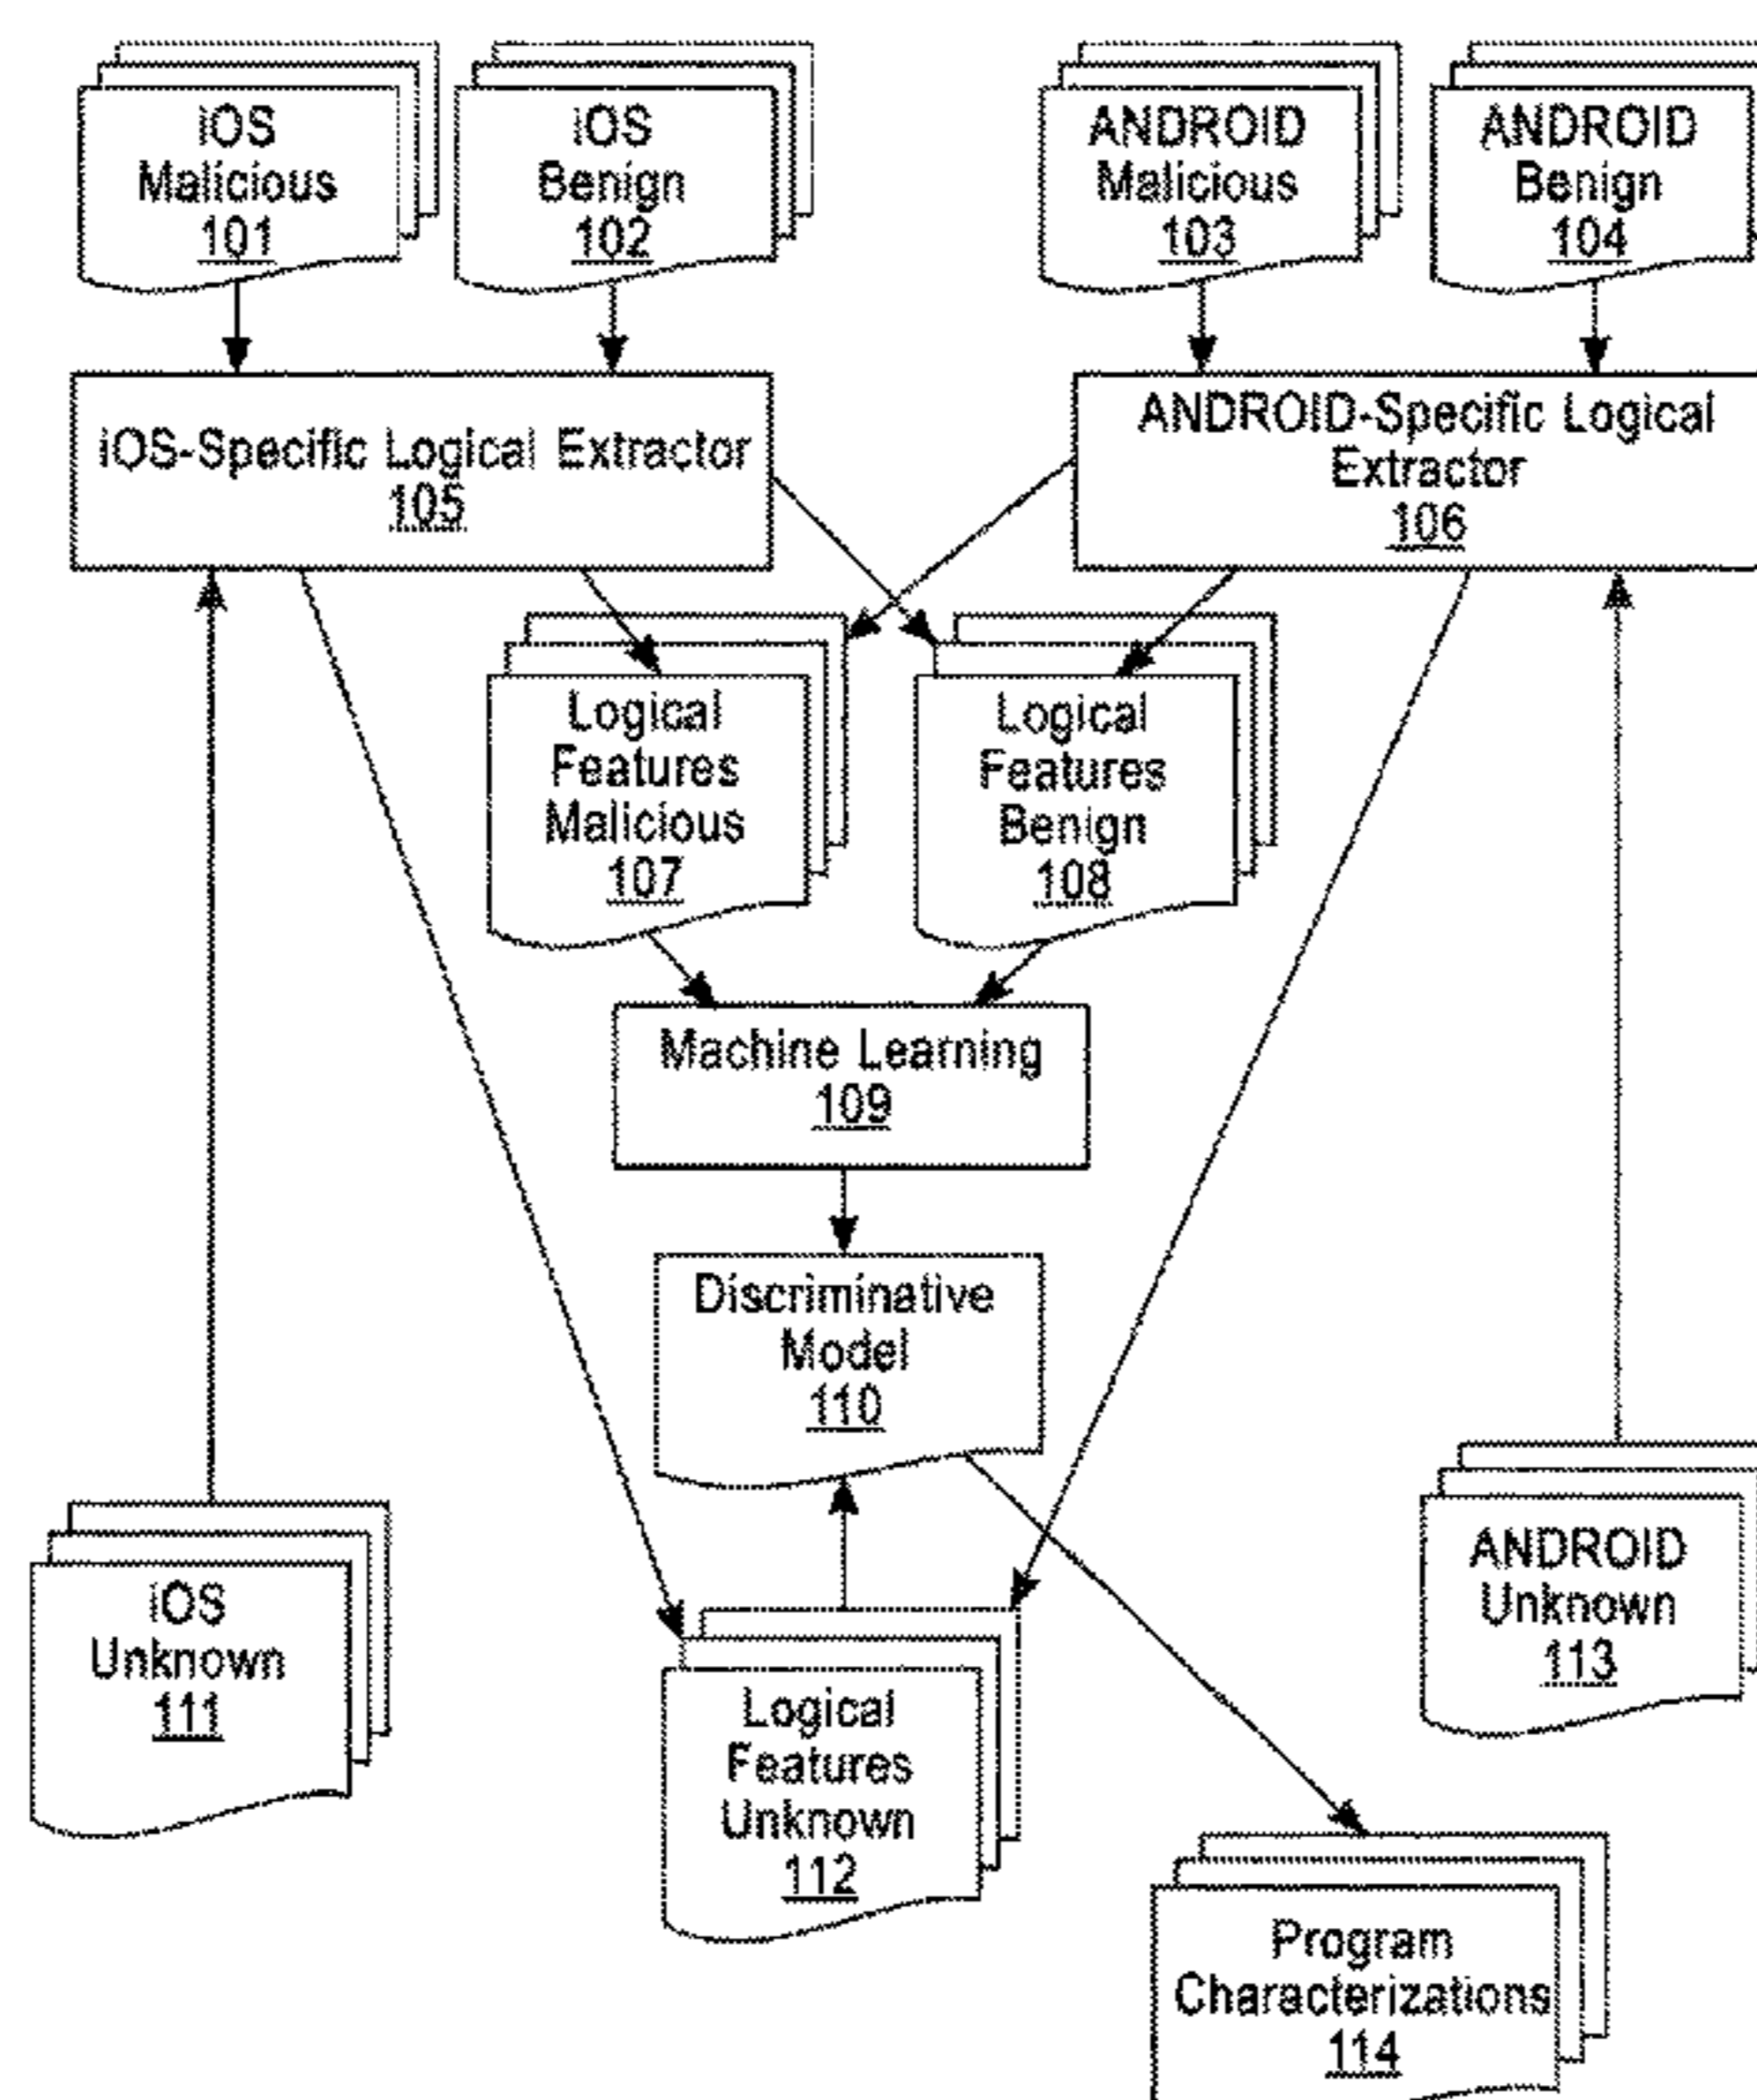 iOS
Malicious
101
iOS
Benign
102
ANDROID
Malicious
103
ANDROID
Benign
104
iOS-Specific Logical Extractor
105
ANDROID-Specific Logical
Extractor
106
Logical
Features
Malicious
107
Logical
Features
Benign
108
Machine Learning
109
Discriminative
Model
110
iOS
Unknown
111
Logical
Features
Unknown
112
ANDROID
Unknown
113
Program
Characterizations
114